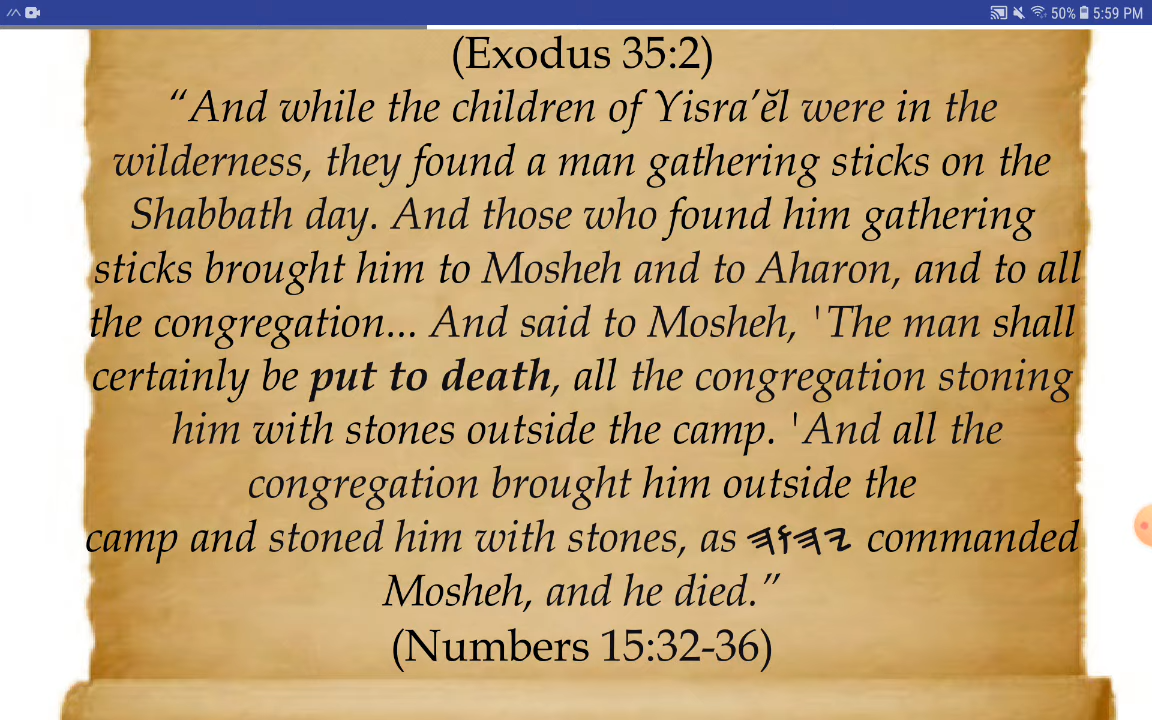 50% 5:59 PM
(Exodus 35:2)
“And while the children of Yisra’ĕl were in the
wilderness, they found a man gathering sticks on the
Shabbath day. And those who found him gathering
sticks brought him to Mosheh and to Aharon, and to all
the congregation... And said to Mosheh, 'The man shall
certainly be put to death, all the congregation stoning
him with stones outside the camp. 'And all the
congregation brought him outside the
camp and stoned him with stones, as 𐤉𐤄𐤅𐤄 commanded
Mosheh, and he died.”
(Numbers 15:32-36)